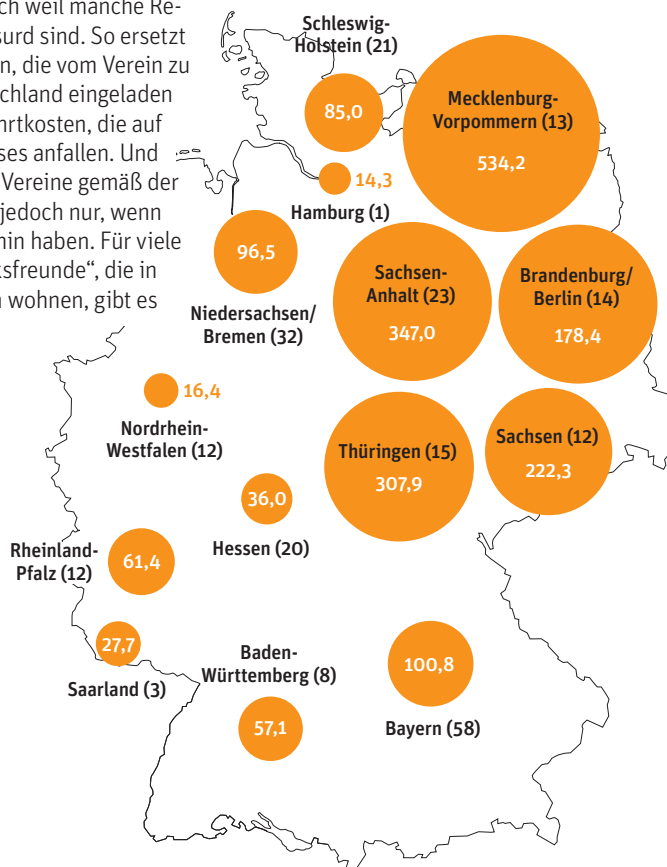 ch weil manche Re-
surd sind. So ersetzt
n, die vom Verein zu
schland eingeladen
hrtkosten, die auf
ses anfallen. Und
Vereine gemäß der
jedoch nur, wenn
nin haben. Für viele
ksfreunde“, die in
wohnen, gibt es
Schleswig-
Holstein (21)
85,0
Mecklenburg-
Vorpommern (13)
534,2
14,3
Hamburg (1)
96,5
Niedersachsen/
Bremen (32)
Sachsen-
Anhalt (23)
347,0
Brandenburg/
Berlin (14)
178,4
16,4
Nordrhein-
Westfalen (12)
Thüringen (15)
307,9
Sachsen (12)
222,3
36,0
Hessen (20)
Rheinland-
Pfalz (12)
61,4
27,7
Saarland (3)
Baden-
Württemberg (8)
57,1
100,8
Bayern (58)